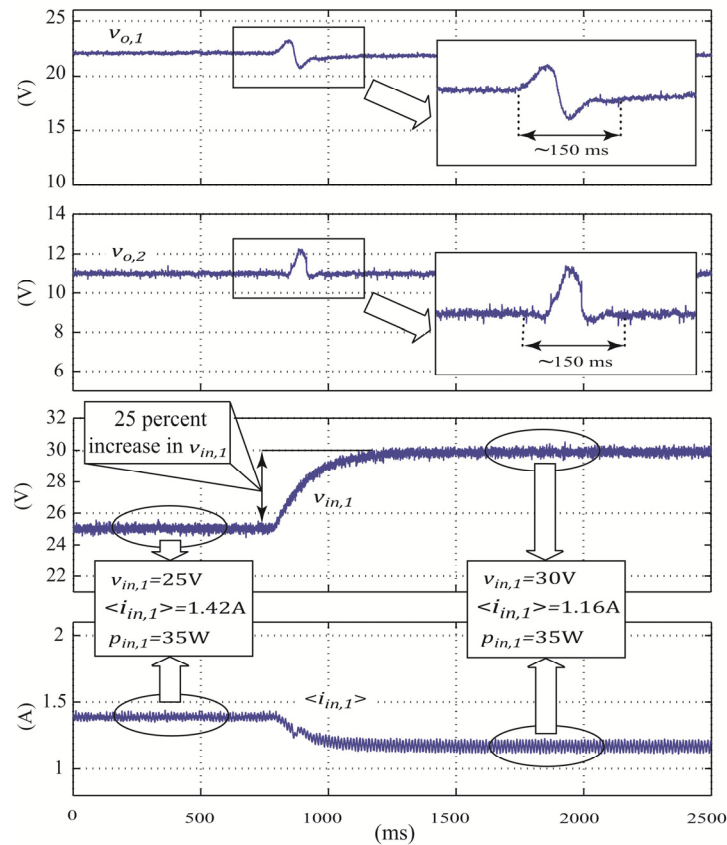 25
20
15
10
(V)
v_o,1
~150 ms
14
12
10
8
6
(V)
v_o,2
~150 ms
32
30
28
26
24
22
(V)
25 percent
increase in v_in,1
v_in,1
v_in,1=25V
<i_in,1>=1.42A
p_in,1=35W
v_in,1=30V
<i_in,1>=1.16A
p_in,1=35W
2
1.5
1
(A)
<i_in,1>
0 500 1000 1500 2000 2500
(ms)